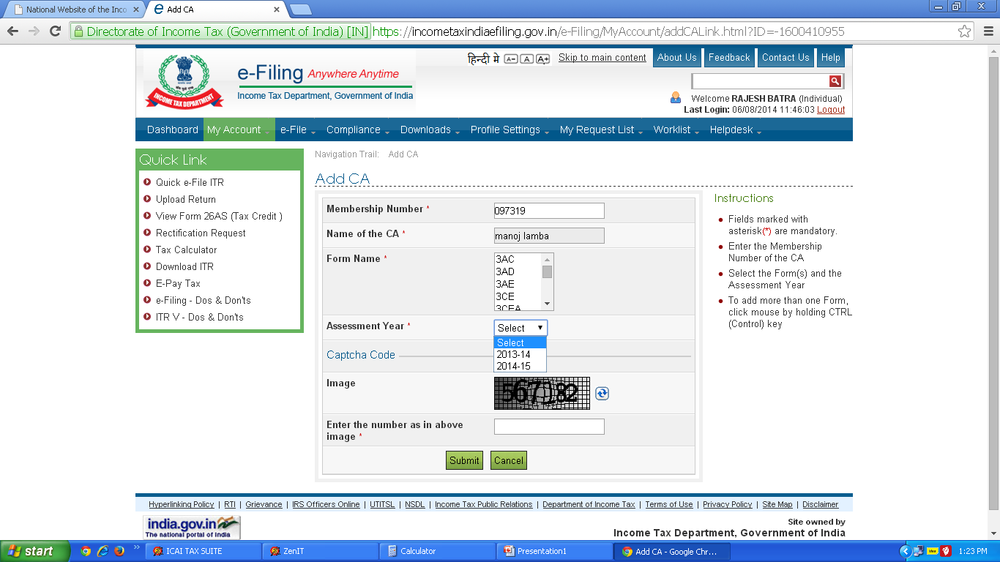 National Website of the Inco
Add CA
Directorate of Income Tax (Government of India) [IN] https://incometaxindiaefiling.gov.in/e-Filing/MyAccount/addCALink.html?ID=-1600410955
हिन्दी मे A- A A+ Skip to main content About Us Feedback Contact Us Help
e-Filing Anywhere Anytime
Income Tax Department, Government of India
INCOME TAX DEPARTMENT
Welcome RAJESH BATRA (Individual)
Last Login: 06/08/2014 11:46:03 Logout
Dashboard My Account e-File Compliance Downloads Profile Settings My Request List Worklist Helpdesk
Quick Link
Quick e-File ITR
Upload Return
View Form 26AS (Tax Credit )
Rectification Request
Tax Calculator
Download ITR
E-Pay Tax
e-Filing - Dos & Don'ts
ITR V - Dos & Don'ts
Navigation Trail: Add CA
Add CA
Membership Number * 097319
Name of the CA * manoj lamba
Form Name * 3AC
3AD
3AE
3CE
3CEA
Assessment Year * Select
Select
2013-14
2014-15
Captcha Code
Image 567182
Enter the number as in above
image *
Submit Cancel
Instructions
Fields marked with
asterisk(*) are mandatory.
Enter the Membership
Number of the CA
Select the Form(s) and the
Assessment Year
To add more than one Form,
click mouse by holding CTRL
(Control) key
Hyperlinking Policy | RTI | Grievance | IRS Officers Online | UTITSL | NSDL | Income Tax Public Relations | Department of Income Tax | Terms of Use | Privacy Policy | Site Map | Disclaimer
india.gov.in
The national portal of India
Site owned by
Income Tax Department, Government of India
start ICAI TAX SUITE ZenIT Calculator Presentation1 Add CA - Google Chr... 1:23 PM